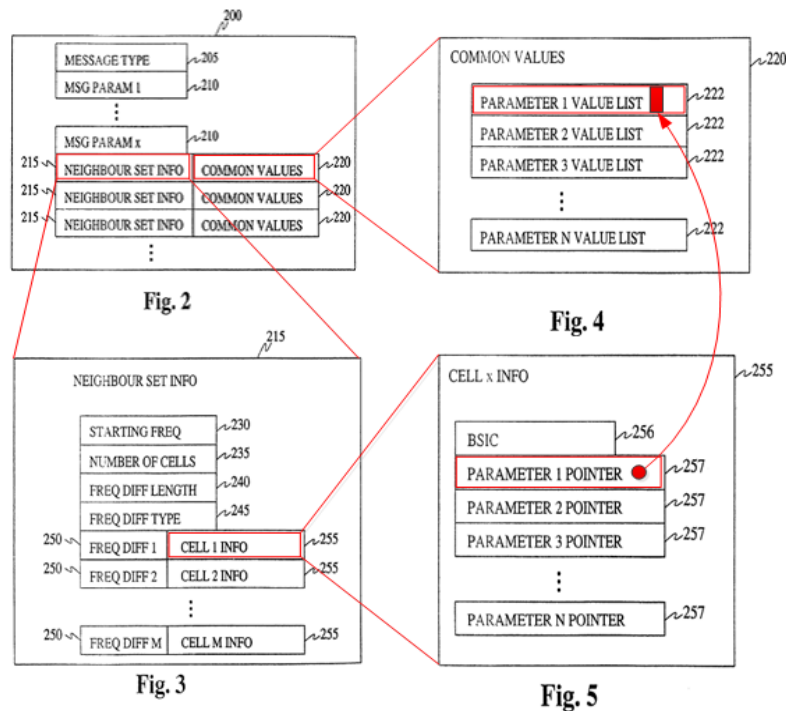 200
MESSAGE TYPE 205
MSG PARAM 1 210
MSG PARAM x 210
215 NEIGHBOUR SET INFO COMMON VALUES 220
215 NEIGHBOUR SET INFO COMMON VALUES 220
215 NEIGHBOUR SET INFO COMMON VALUES 220
Fig. 2
COMMON VALUES 220
PARAMETER 1 VALUE LIST 222
PARAMETER 2 VALUE LIST 222
PARAMETER 3 VALUE LIST 222
PARAMETER N VALUE LIST 222
Fig. 4
215
NEIGHBOUR SET INFO
STARTING FREQ 230
NUMBER OF CELLS 235
FREQ DIFF LENGTH 240
FREQ DIFF TYPE 245
250 FREQ DIFF 1 CELL 1 INFO 255
250 FREQ DIFF 2 CELL 2 INFO 255
250 FREQ DIFF M CELL M INFO 255
Fig. 3
CELL x INFO 255
BSIC 256
PARAMETER 1 POINTER 257
PARAMETER 2 POINTER 257
PARAMETER 3 POINTER 257
PARAMETER N POINTER 257
Fig. 5